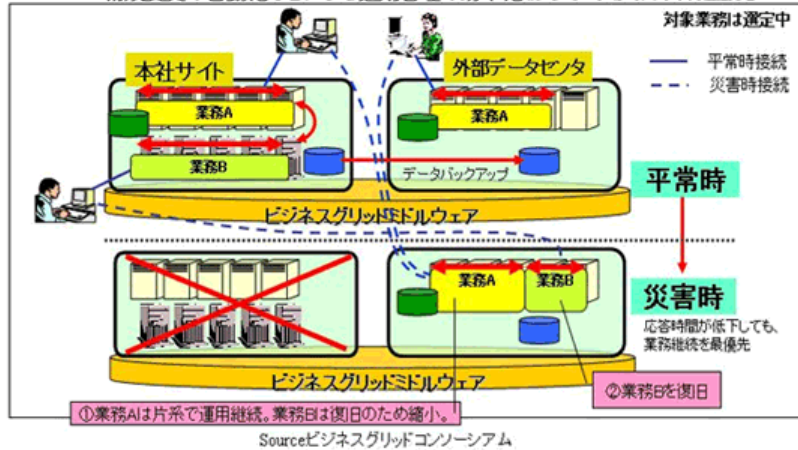 対象業務は選定中
平常時接続
災害時接続
本社サイト
外部データセンタ
業務A
業務A
業務B
データバックアップ
平常時
ビジネスグリッドミドルウェア
業務A
業務B
災害時
応答時間が低下しても、
業務継続を最優先
ビジネスグリッドミドルウェア
②業務Bを復旧
①業務Aは片系で運用継続。業務Bは復旧のため縮小。
Sourceビジネスグリッドコンソーシアム